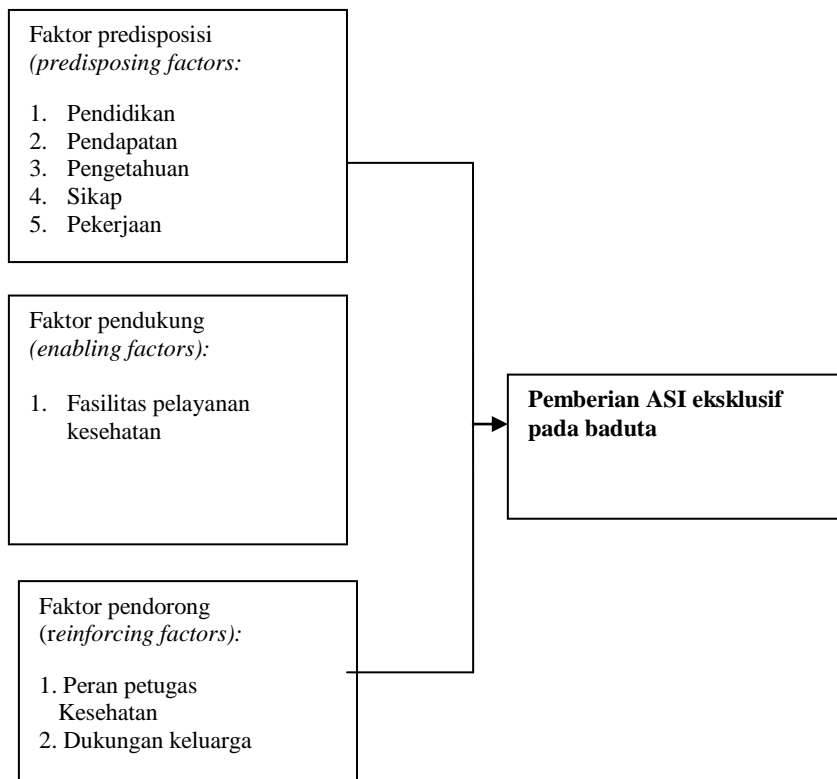 Faktor predisposisi
(predisposing factors:
1. Pendidikan
2. Pendapatan
3. Pengetahuan
4. Sikap
5. Pekerjaan
Faktor pendukung
(enabling factors):
1. Fasilitas pelayanan
kesehatan
Pemberian ASI eksklusif
pada baduta
Faktor pendorong
(reinforcing factors):
1. Peran petugas
Kesehatan
2. Dukungan keluarga